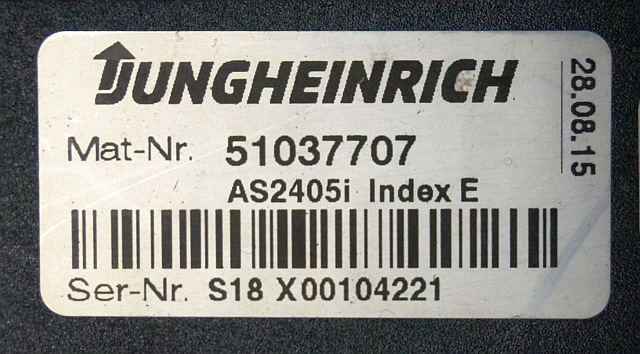 JUNGHEINRICH
28.08.15
Mat-Nr. 51037707
AS2405i Index E
Ser-Nr. S18 X00104221